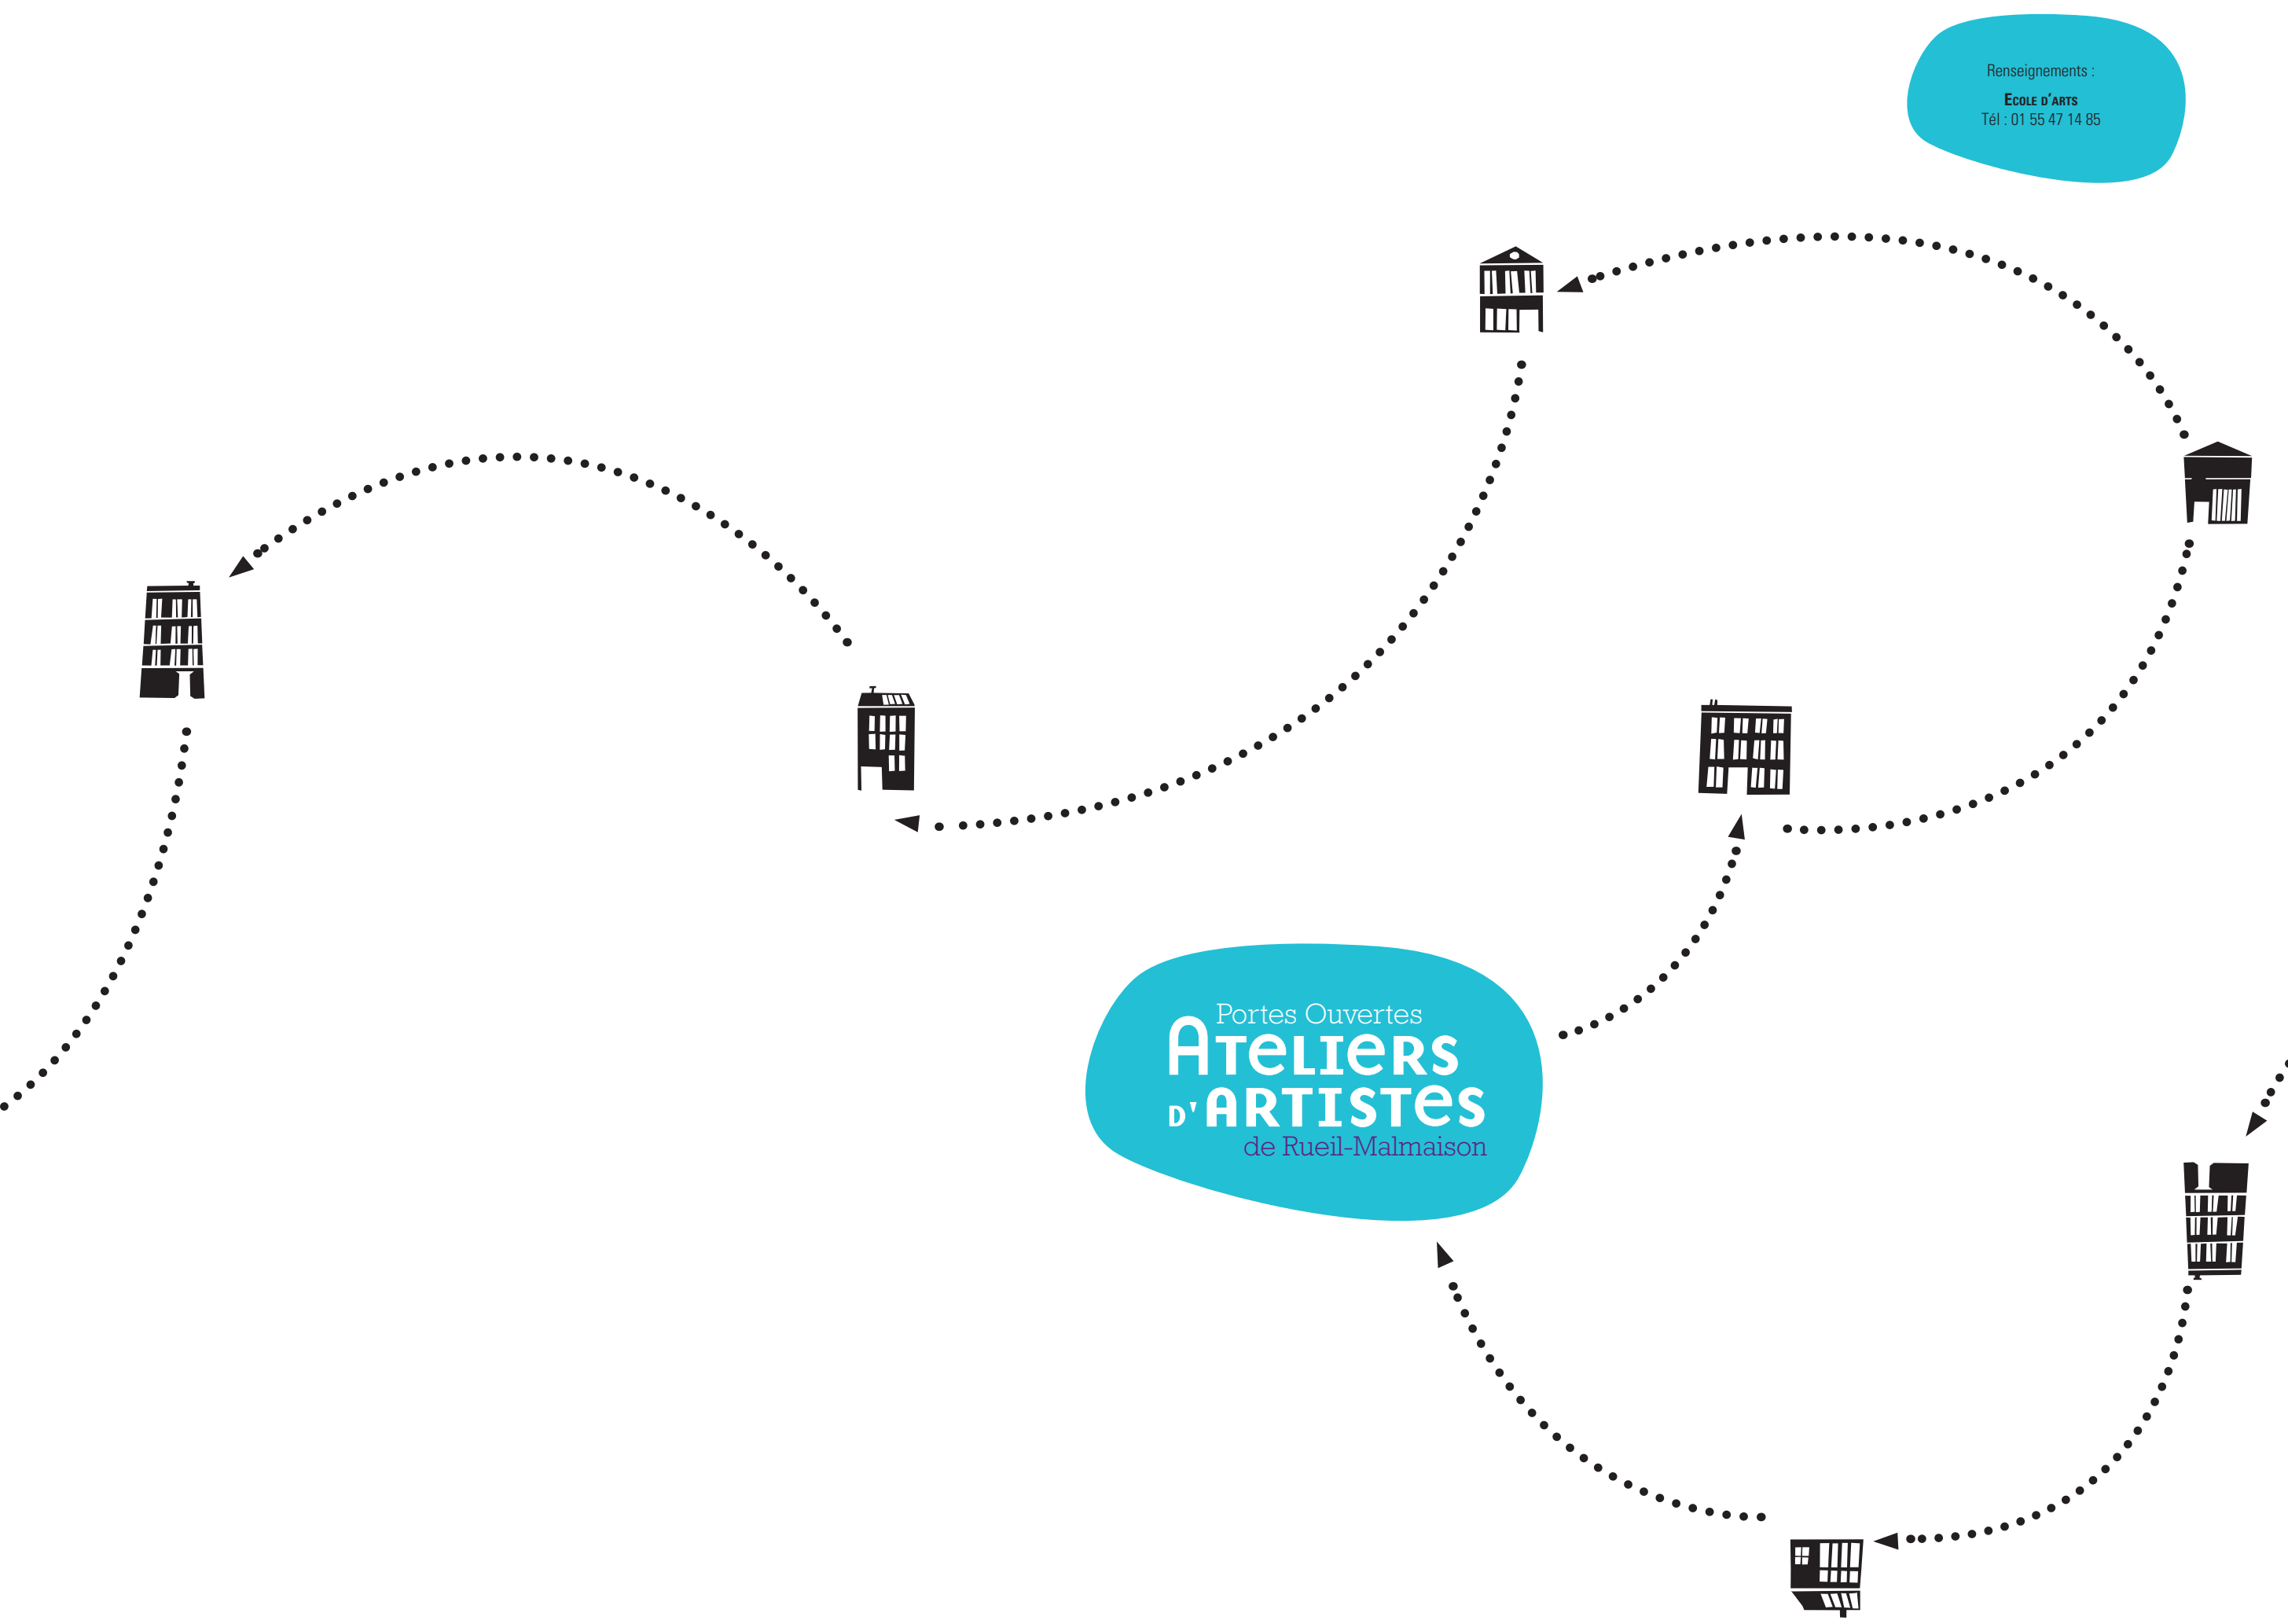 Renseignements :
Ecole d'arts
Tél : 01 55 47 14 85
Portes Ouvertes
Ateliers
d'artistes
de Rueil-Malmaison